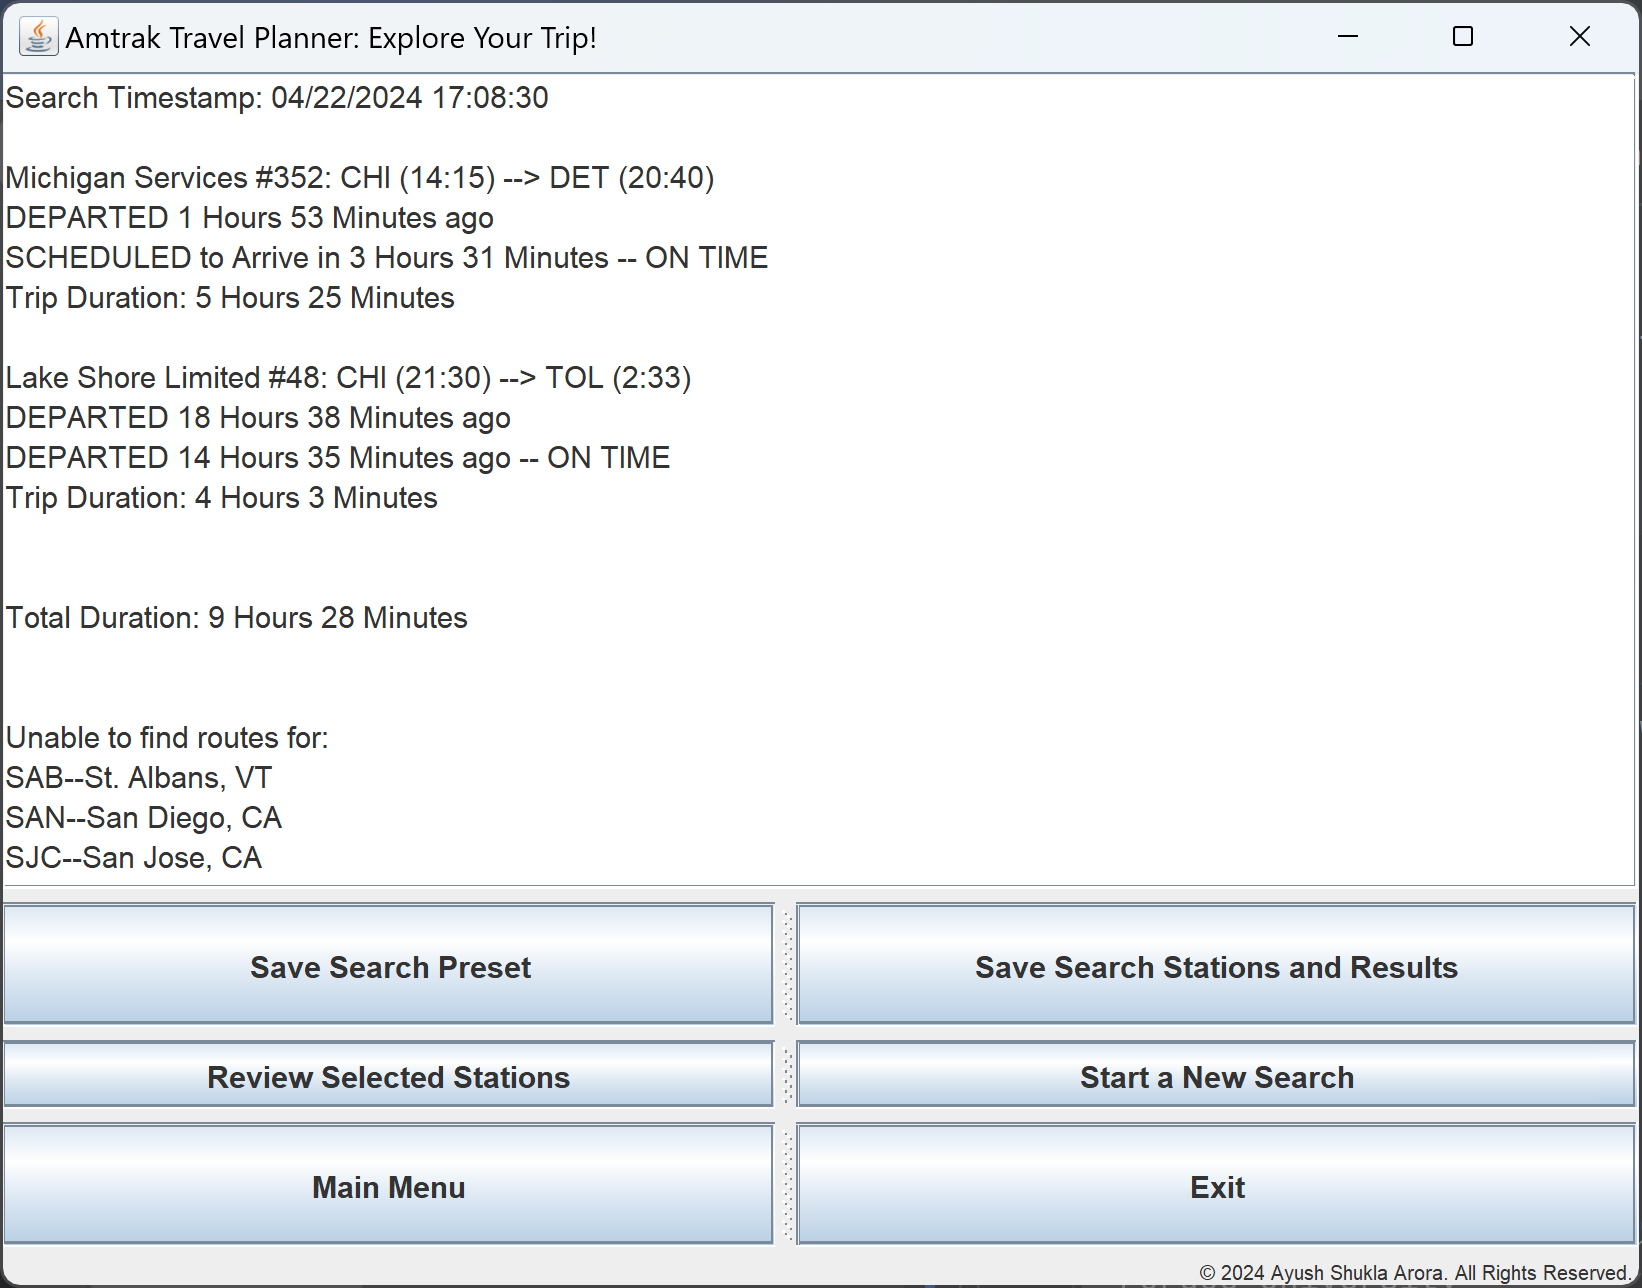 Amtrak Travel Planner: Explore Your Trip!
Search Timestamp: 04/22/2024 17:08:30
Michigan Services #352: CHI (14:15) --> DET (20:40)
DEPARTED 1 Hours 53 Minutes ago
SCHEDULED to Arrive in 3 Hours 31 Minutes -- ON TIME
Trip Duration: 5 Hours 25 Minutes
Lake Shore Limited #48: CHI (21:30) --> TOL (2:33)
DEPARTED 18 Hours 38 Minutes ago
DEPARTED 14 Hours 35 Minutes ago -- ON TIME
Trip Duration: 4 Hours 3 Minutes
Total Duration: 9 Hours 28 Minutes
Unable to find routes for:
SAB--St. Albans, VT
SAN--San Diego, CA
SJC--San Jose, CA
Save Search Preset
Save Search Stations and Results
Review Selected Stations
Start a New Search
Main Menu
Exit
© 2024 Ayush Shukla Arora. All Rights Reserved.